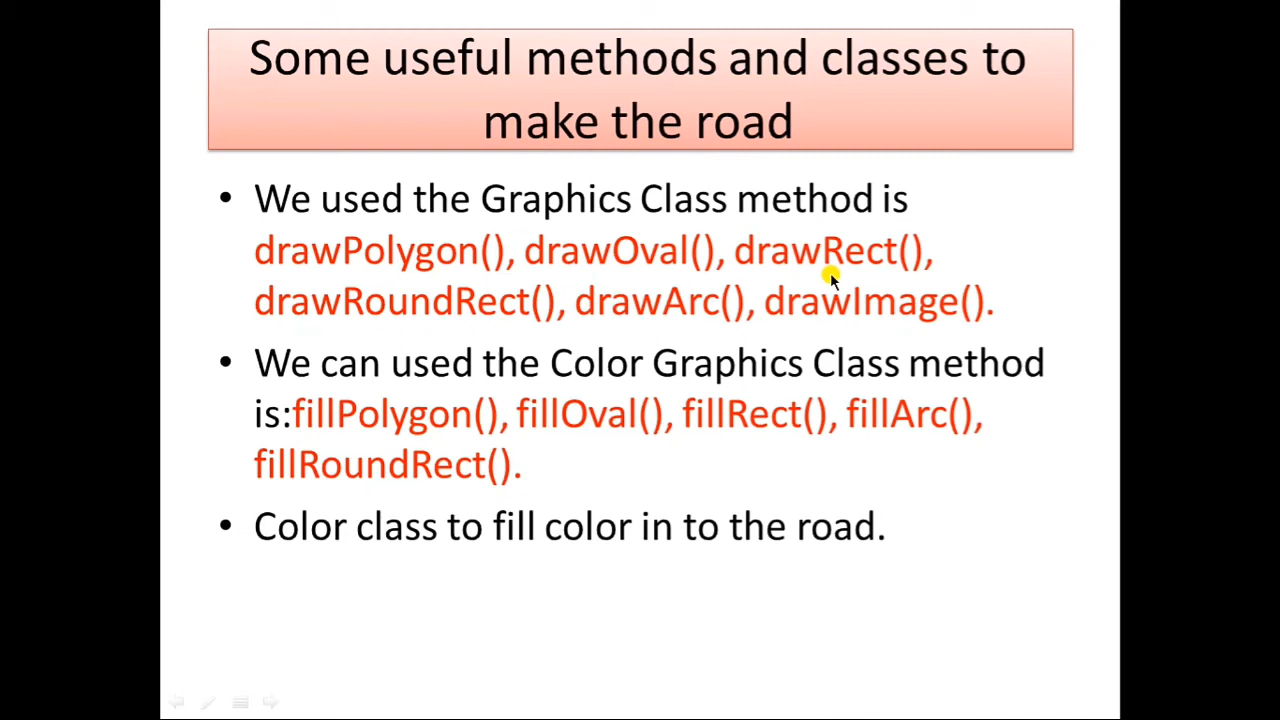 Some useful methods and classes to
make the road
• We used the Graphics Class method is
drawPolygon(), drawOval(), drawRect(),
drawRoundRect(), drawArc(), drawImage().
• We can used the Color Graphics Class method
is:fillPolygon(), fillOval(), fillRect(), fillArc(),
fillRoundRect().
• Color class to fill color in to the road.